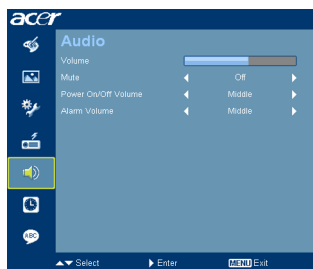 acer
Audio
Volume
Mute Off
Power On/Off Volume Middle
Alarm Volume Middle
ABC
Select Enter MENU Exit